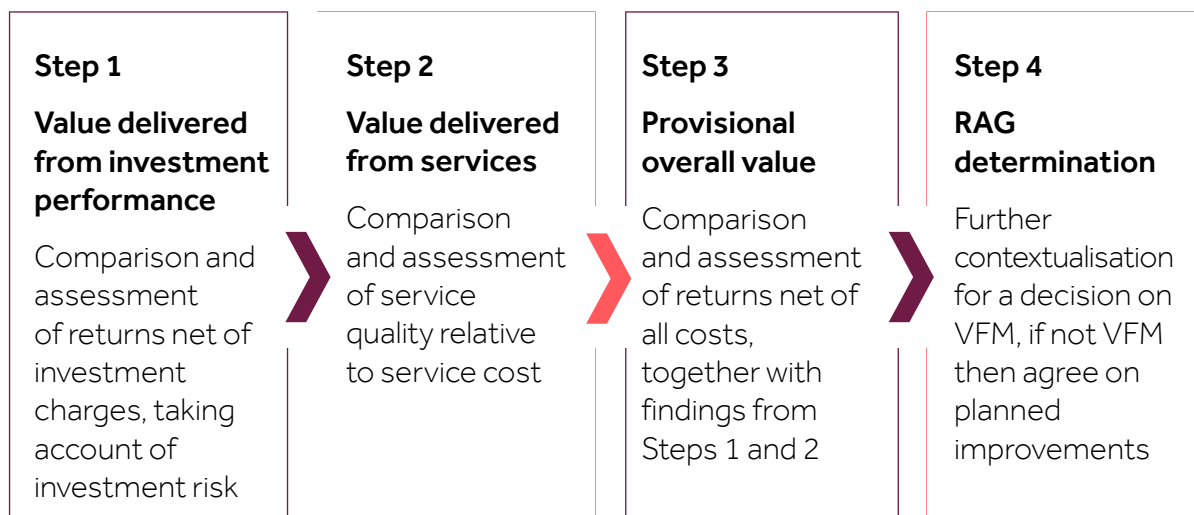 Step 1
Value delivered
from investment
performance
Comparison and
assessment
of returns net of
investment
charges, taking
account of
investment risk
Step 2
Value delivered
from services
Comparison
and assessment
of service
quality relative
to service cost
Step 3
Provisional
overall value
Comparison
and assessment
of returns net of
all costs,
together with
findings from
Steps 1 and 2
Step 4
RAG
determination
Further
contextualisation
for a decision on
VFM, if not VFM
then agree on
planned
improvements